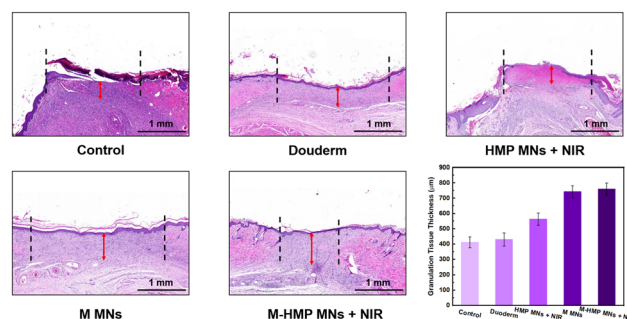 1 mm
1 mm
1 mm
Control
Douderm
HMP MNs + NIR
1 mm
1 mm
M MNs
M-HMP MNs + NIR
Granulation Tissue Thickness (μm)
900
800
700
600
500
400
300
200
100
0
Control
Duoderm
HMP MNs + NIR
M MNs
M-HMP MNs + N